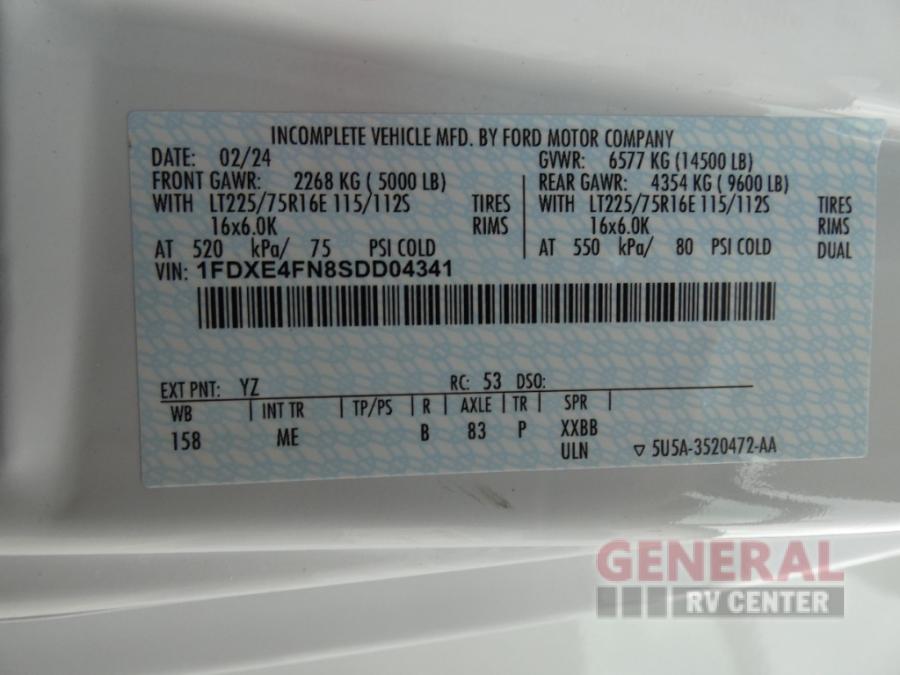 INCOMPLETE VEHICLE MFD. BY FORD MOTOR COMPANY
DATE: 02/24 GVWR: 6577 KG (14500 LB)
FRONT GAWR: 2268 KG ( 5000 LB) REAR GAWR: 4354 KG ( 9600 LB)
WITH LT225/75R16E 115/112S TIRES WITH LT225/75R16E 115/112S TIRES
16x6.0K RIMS 16x6.0K RIMS
AT 520 kPa/ 75 PSI COLD AT 550 kPa/ 80 PSI COLD DUAL
VIN: 1FDXE4FN8SDD04341
EXT PNT: YZ RC: 53 DSO:
WB INT TR TP/PS R AXLE TR SPR
158 ME B 83 P XXBB
ULN ▽ 5U5A-3520472-AA
GENERAL
RV CENTER